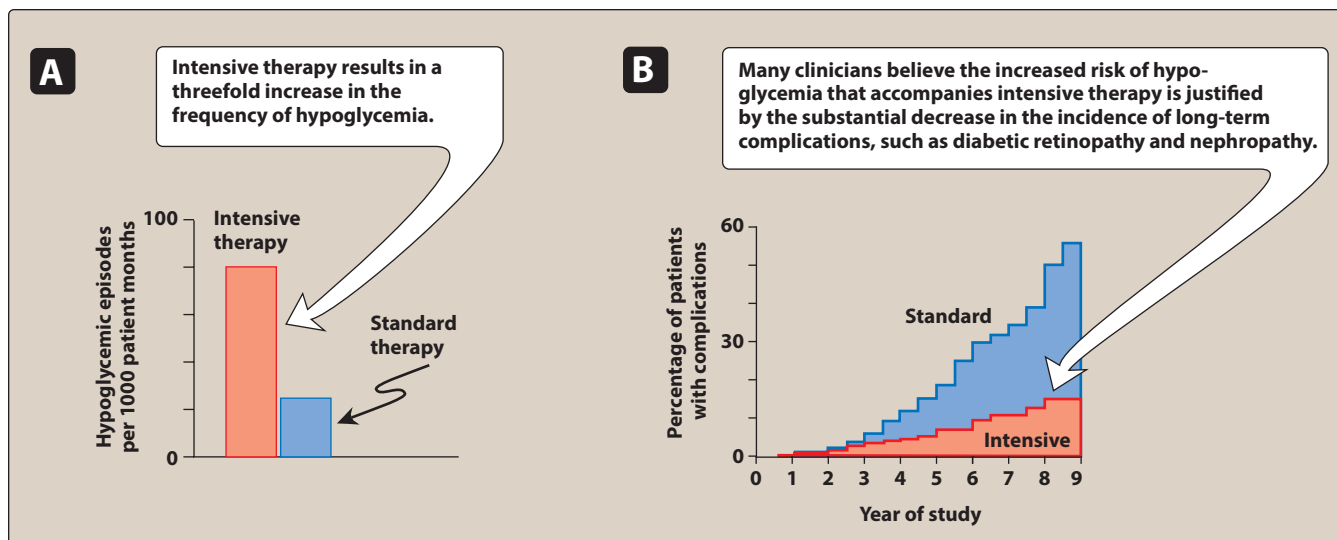 A
Intensive therapy results in a
threefold increase in the
frequency of hypoglycemia.
Hypoglycemic episodes
per 1000 patient months
100
0
Intensive
therapy
Standard
therapy
B
Many clinicians believe the increased risk of hypo-
glycemia that accompanies intensive therapy is justified
by the substantial decrease in the incidence of long-term
complications, such as diabetic retinopathy and nephropathy.
Percentage of patients
with complications
60
30
0
Standard
Intensive
0 1 2 3 4 5 6 7 8 9
Year of study